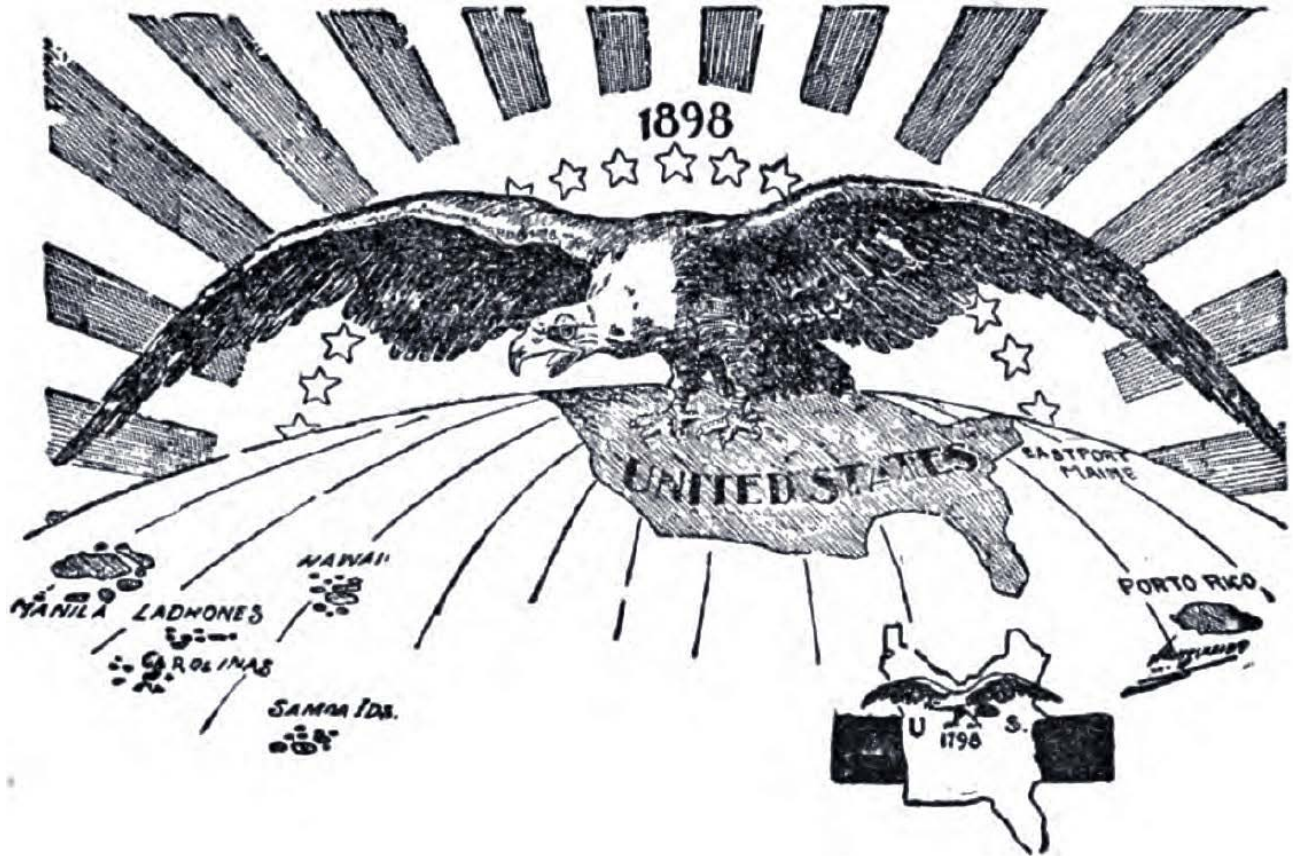 1898
UNITED STATES
EASTPORT
MAINE
HAWAII
MANILA
LADRONES
CAROLINAS
SAMOA IDS.
PORTO RICO
U S.
1798